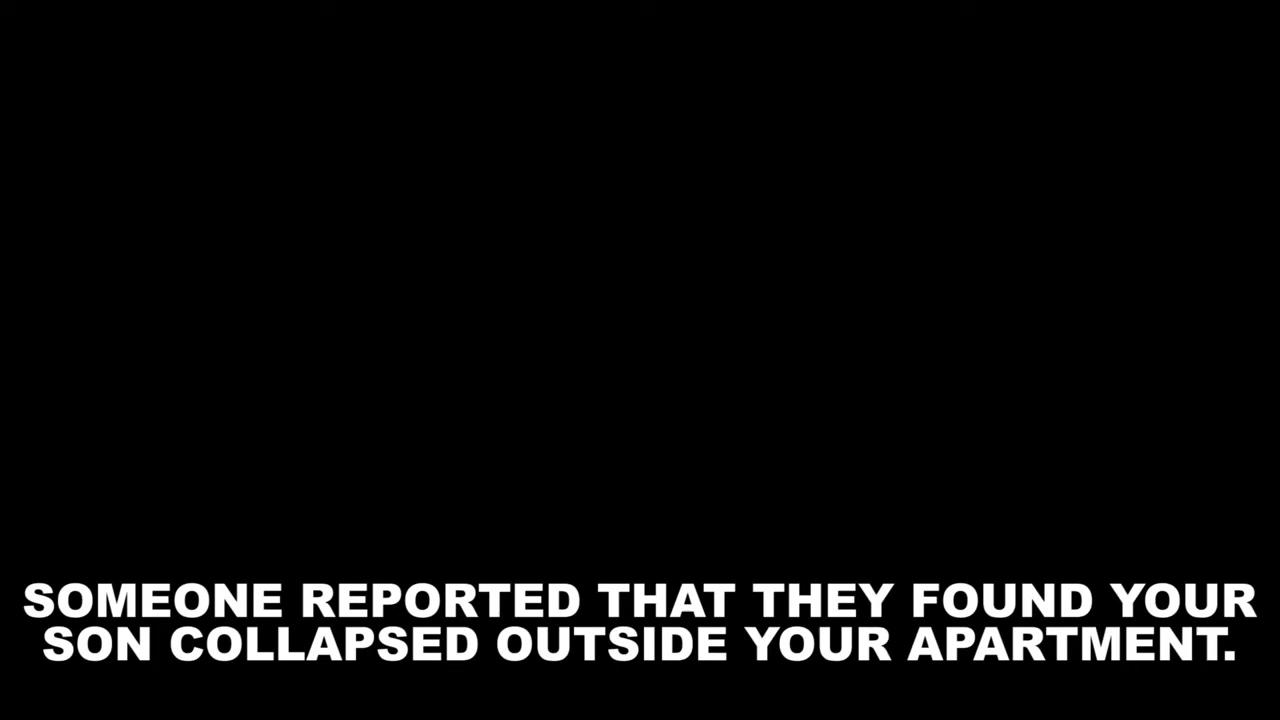 SOMEONE REPORTED THAT THEY FOUND YOUR
SON COLLAPSED OUTSIDE YOUR APARTMENT.